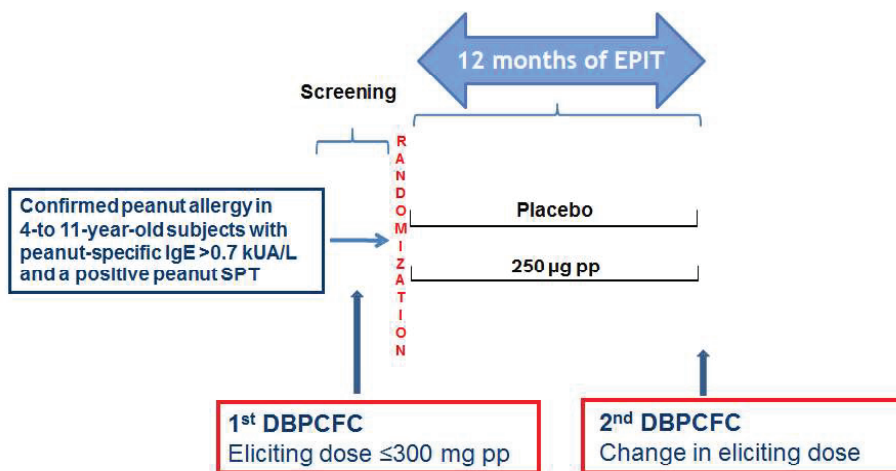 12 months of EPIT
Screening
RANDOMIZATION
Confirmed peanut allergy in
4-to 11-year-old subjects with
peanut-specific IgE >0.7 kUA/L
and a positive peanut SPT
Placebo
250 µg pp
1st DBPCFC
Eliciting dose ≤300 mg pp
2nd DBPCFC
Change in eliciting dose